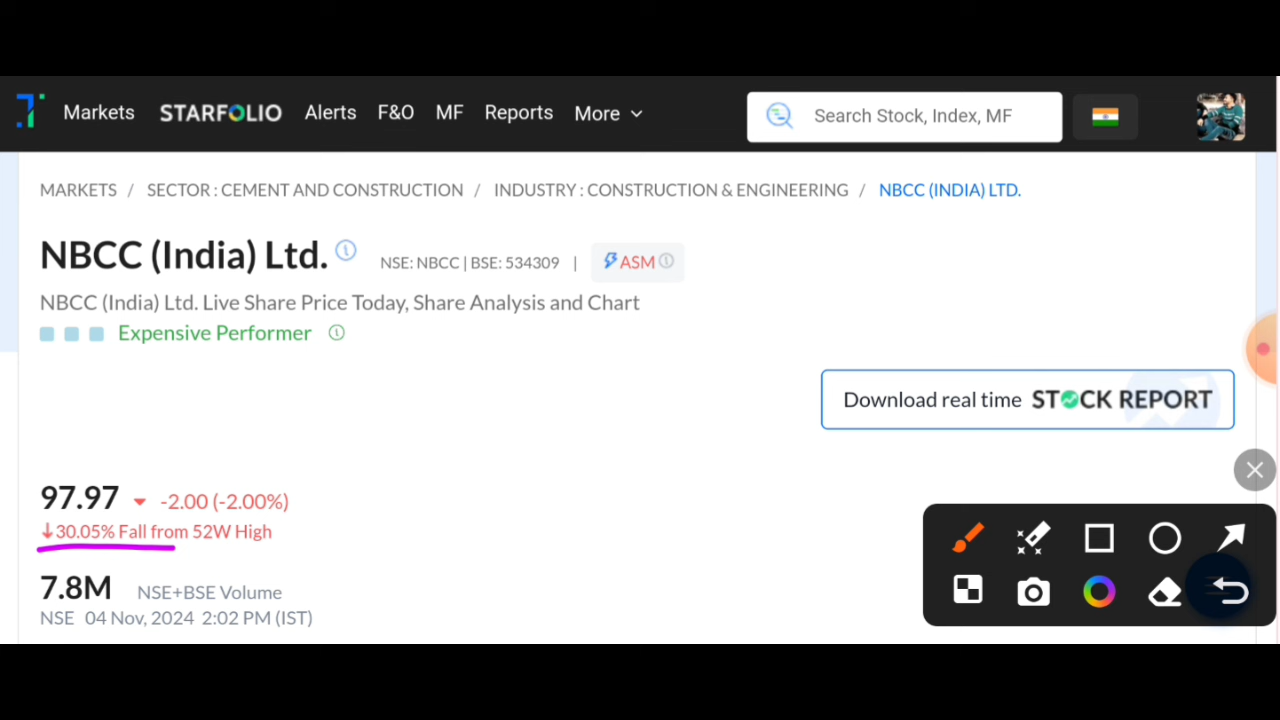 Markets STARFOLIO Alerts F&O MF Reports More Search Stock, Index, MF
MARKETS / SECTOR : CEMENT AND CONSTRUCTION / INDUSTRY : CONSTRUCTION & ENGINEERING / NBCC (INDIA) LTD.
NBCC (India) Ltd. NSE: NBCC | BSE: 534309 | ASM
NBCC (India) Ltd. Live Share Price Today, Share Analysis and Chart
Expensive Performer
Download real time STOCK REPORT
97.97 -2.00 (-2.00%)
↓30.05% Fall from 52W High
7.8M NSE+BSE Volume
NSE 04 Nov, 2024 2:02 PM (IST)